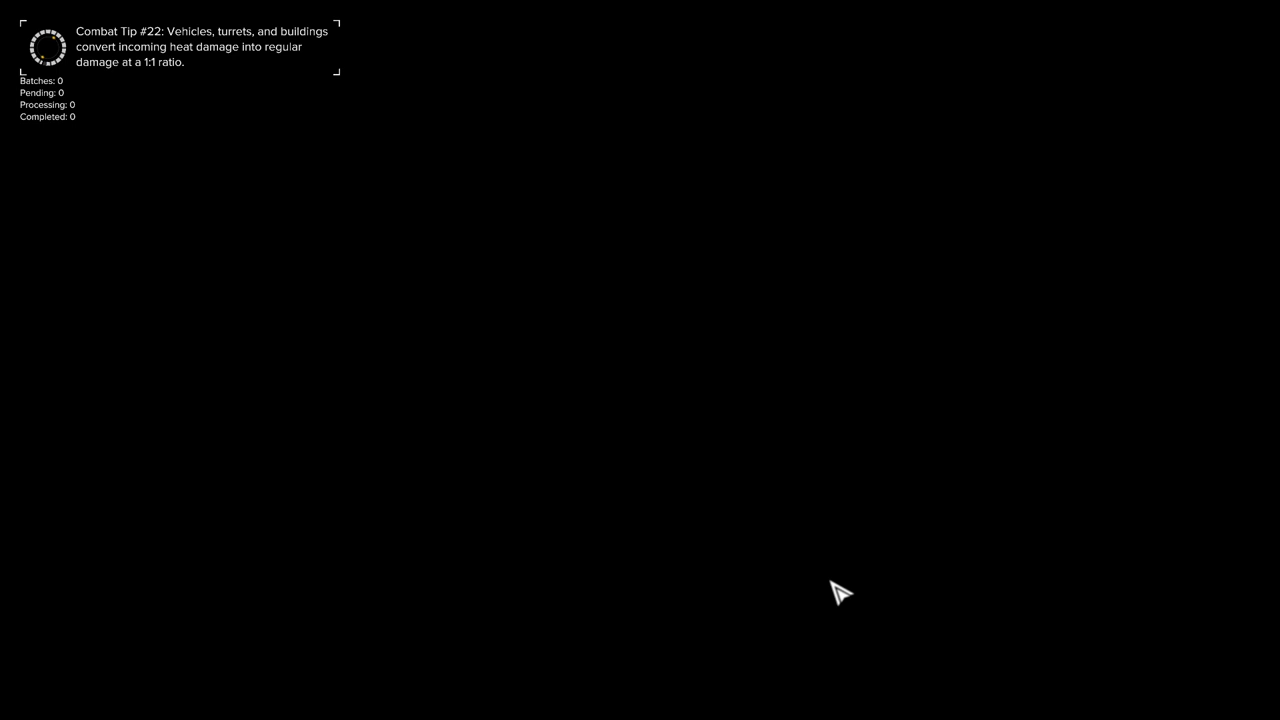 Combat Tip #22: Vehicles, turrets, and buildings
convert incoming heat damage into regular
damage at a 1:1 ratio.
Batches: 0
Pending: 0
Processing: 0
Completed: 0